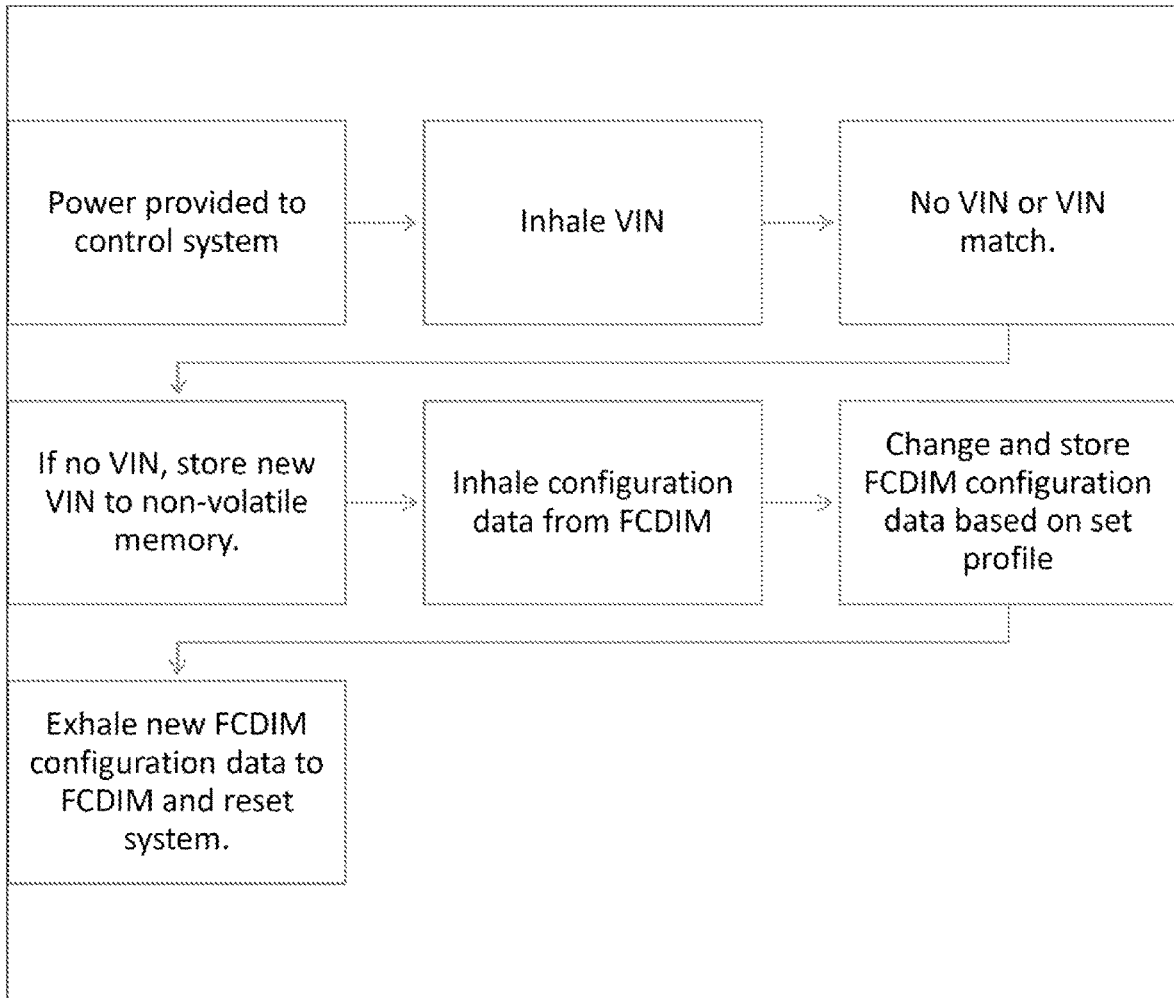 Power provided to
control system
Inhale VIN
No VIN or VIN
match.
If no VIN, store new
VIN to non-volatile
memory.
Inhale configuration
data from FCDIM
Change and store
FCDIM configuration
data based on set
profile
Exhale new FCDIM
configuration data to
FCDIM and reset
system.